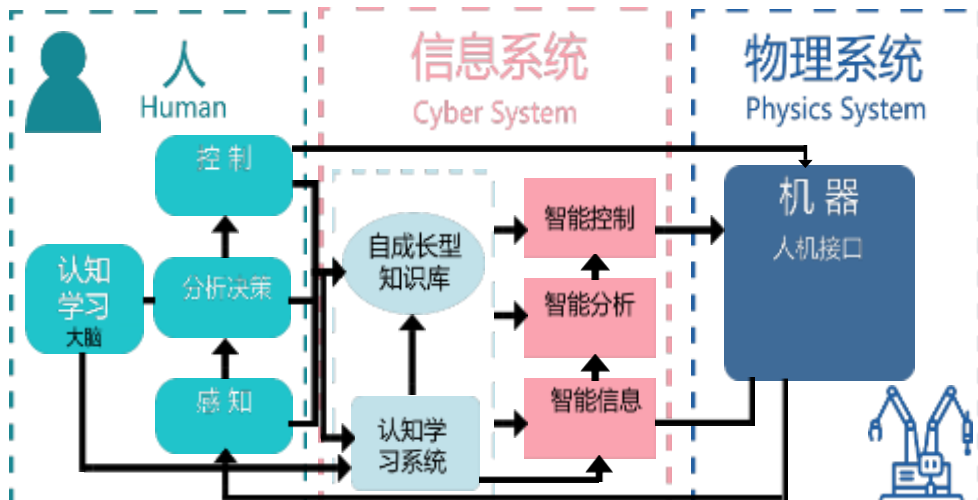 人
Human
信息系统
Cyber System
物理系统
Physics System
控 制
认知
学习
大脑
分析决策
感 知
自成长型
知识库
认知学
习系统
智能控制
智能分析
智能信息
机 器
人机接口